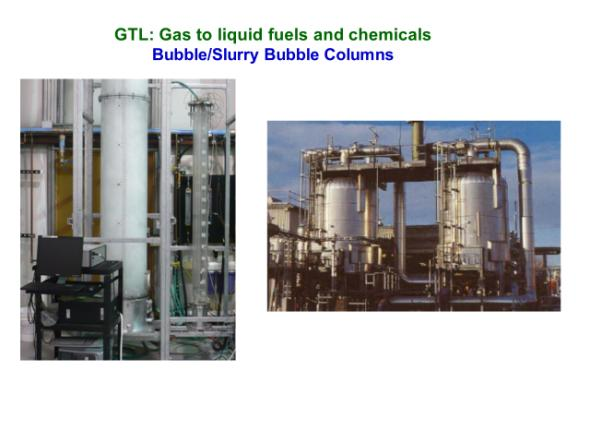 GTL: Gas to liquid fuels and chemicals
Bubble/Slurry Bubble Columns